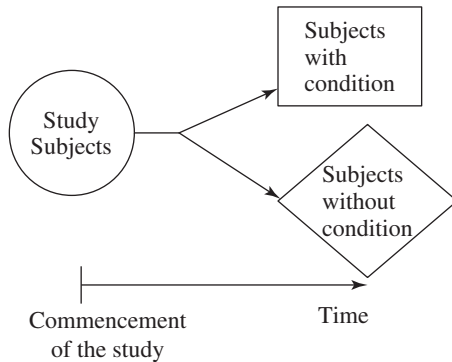 Study
Subjects
Subjects
with
condition
Subjects
without
condition
Commencement
of the study
Time